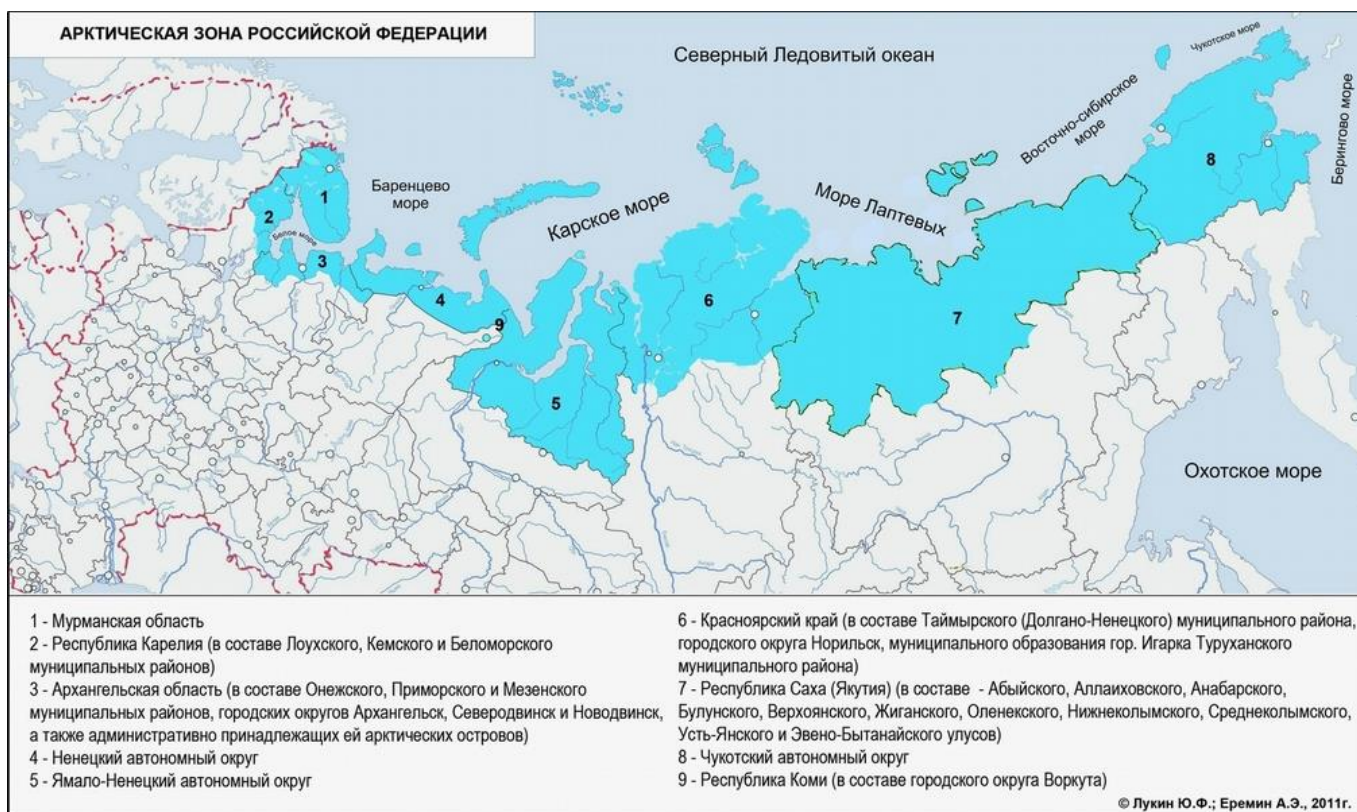 АРКТИЧЕСКАЯ ЗОНА РОССИЙСКОЙ ФЕДЕРАЦИИ
Северный Ледовитый океан
Чукотское море
Берингово море
Восточно-сибирское
море
Баренцево
море
Карское море
Море Лаптевых
Белое море
1
2
3
4
9
5
6
7
8
Охотское море
1 - Мурманская область
2 - Республика Карелия (в составе Лоухского, Кемского и Беломорского
муниципальных районов)
3 - Архангельская область (в составе Онежского, Приморского и Мезенского
муниципальных районов, городских округов Архангельск, Северодвинск и Новодвинск,
а также административно принадлежащих ей арктических островов)
4 - Ненецкий автономный округ
5 - Ямало-Ненецкий автономный округ
6 - Красноярский край (в составе Таймырского (Долгано-Ненецкого) муниципального района,
городского округа Норильск, муниципального образования гор. Игарка Туруханского
муниципального района)
7 - Республика Саха (Якутия) (в составе - Абыйского, Аллаиховского, Анабарского,
Булунского, Верхоянского, Жиганского, Оленекского, Нижнеколымского, Среднеколымского,
Усть-Янского и Эвено-Бытанайского улусов)
8 - Чукотский автономный округ
9 - Республика Коми (в составе городского округа Воркута)
© Лукин Ю.Ф.; Еремин А.Э., 2011г.